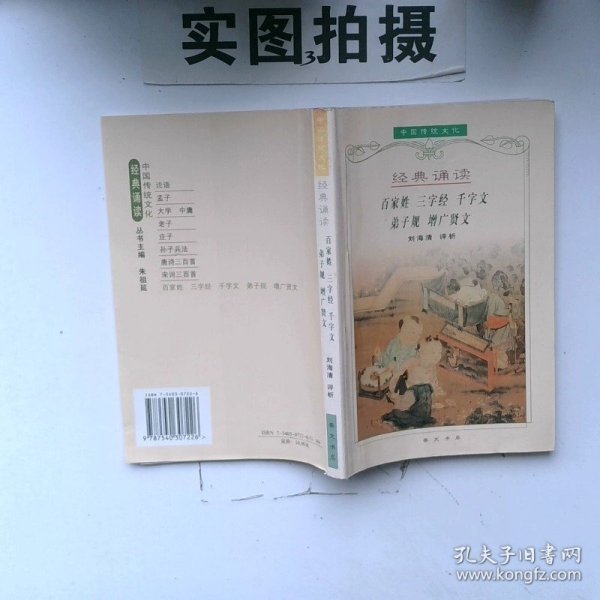 实图拍摄
3
中国传统文化
经典诵读
百家姓 三字经 千字文
弟子规 增广贤文
刘海清 评析
经典诵读
百家姓 三字经 千字文
弟子规 增广贤文
刘海清 评析
中国传统文化
经典诵读
丛书主编 朱祖延
论语
孟子
大学 中庸
老子
庄子
孙子兵法
唐诗三百首
宋词三百首
百家姓 三字经 千字文 弟子规 增广贤文
9 787540 307226 >
孔夫子旧书网
www.kongfz.com